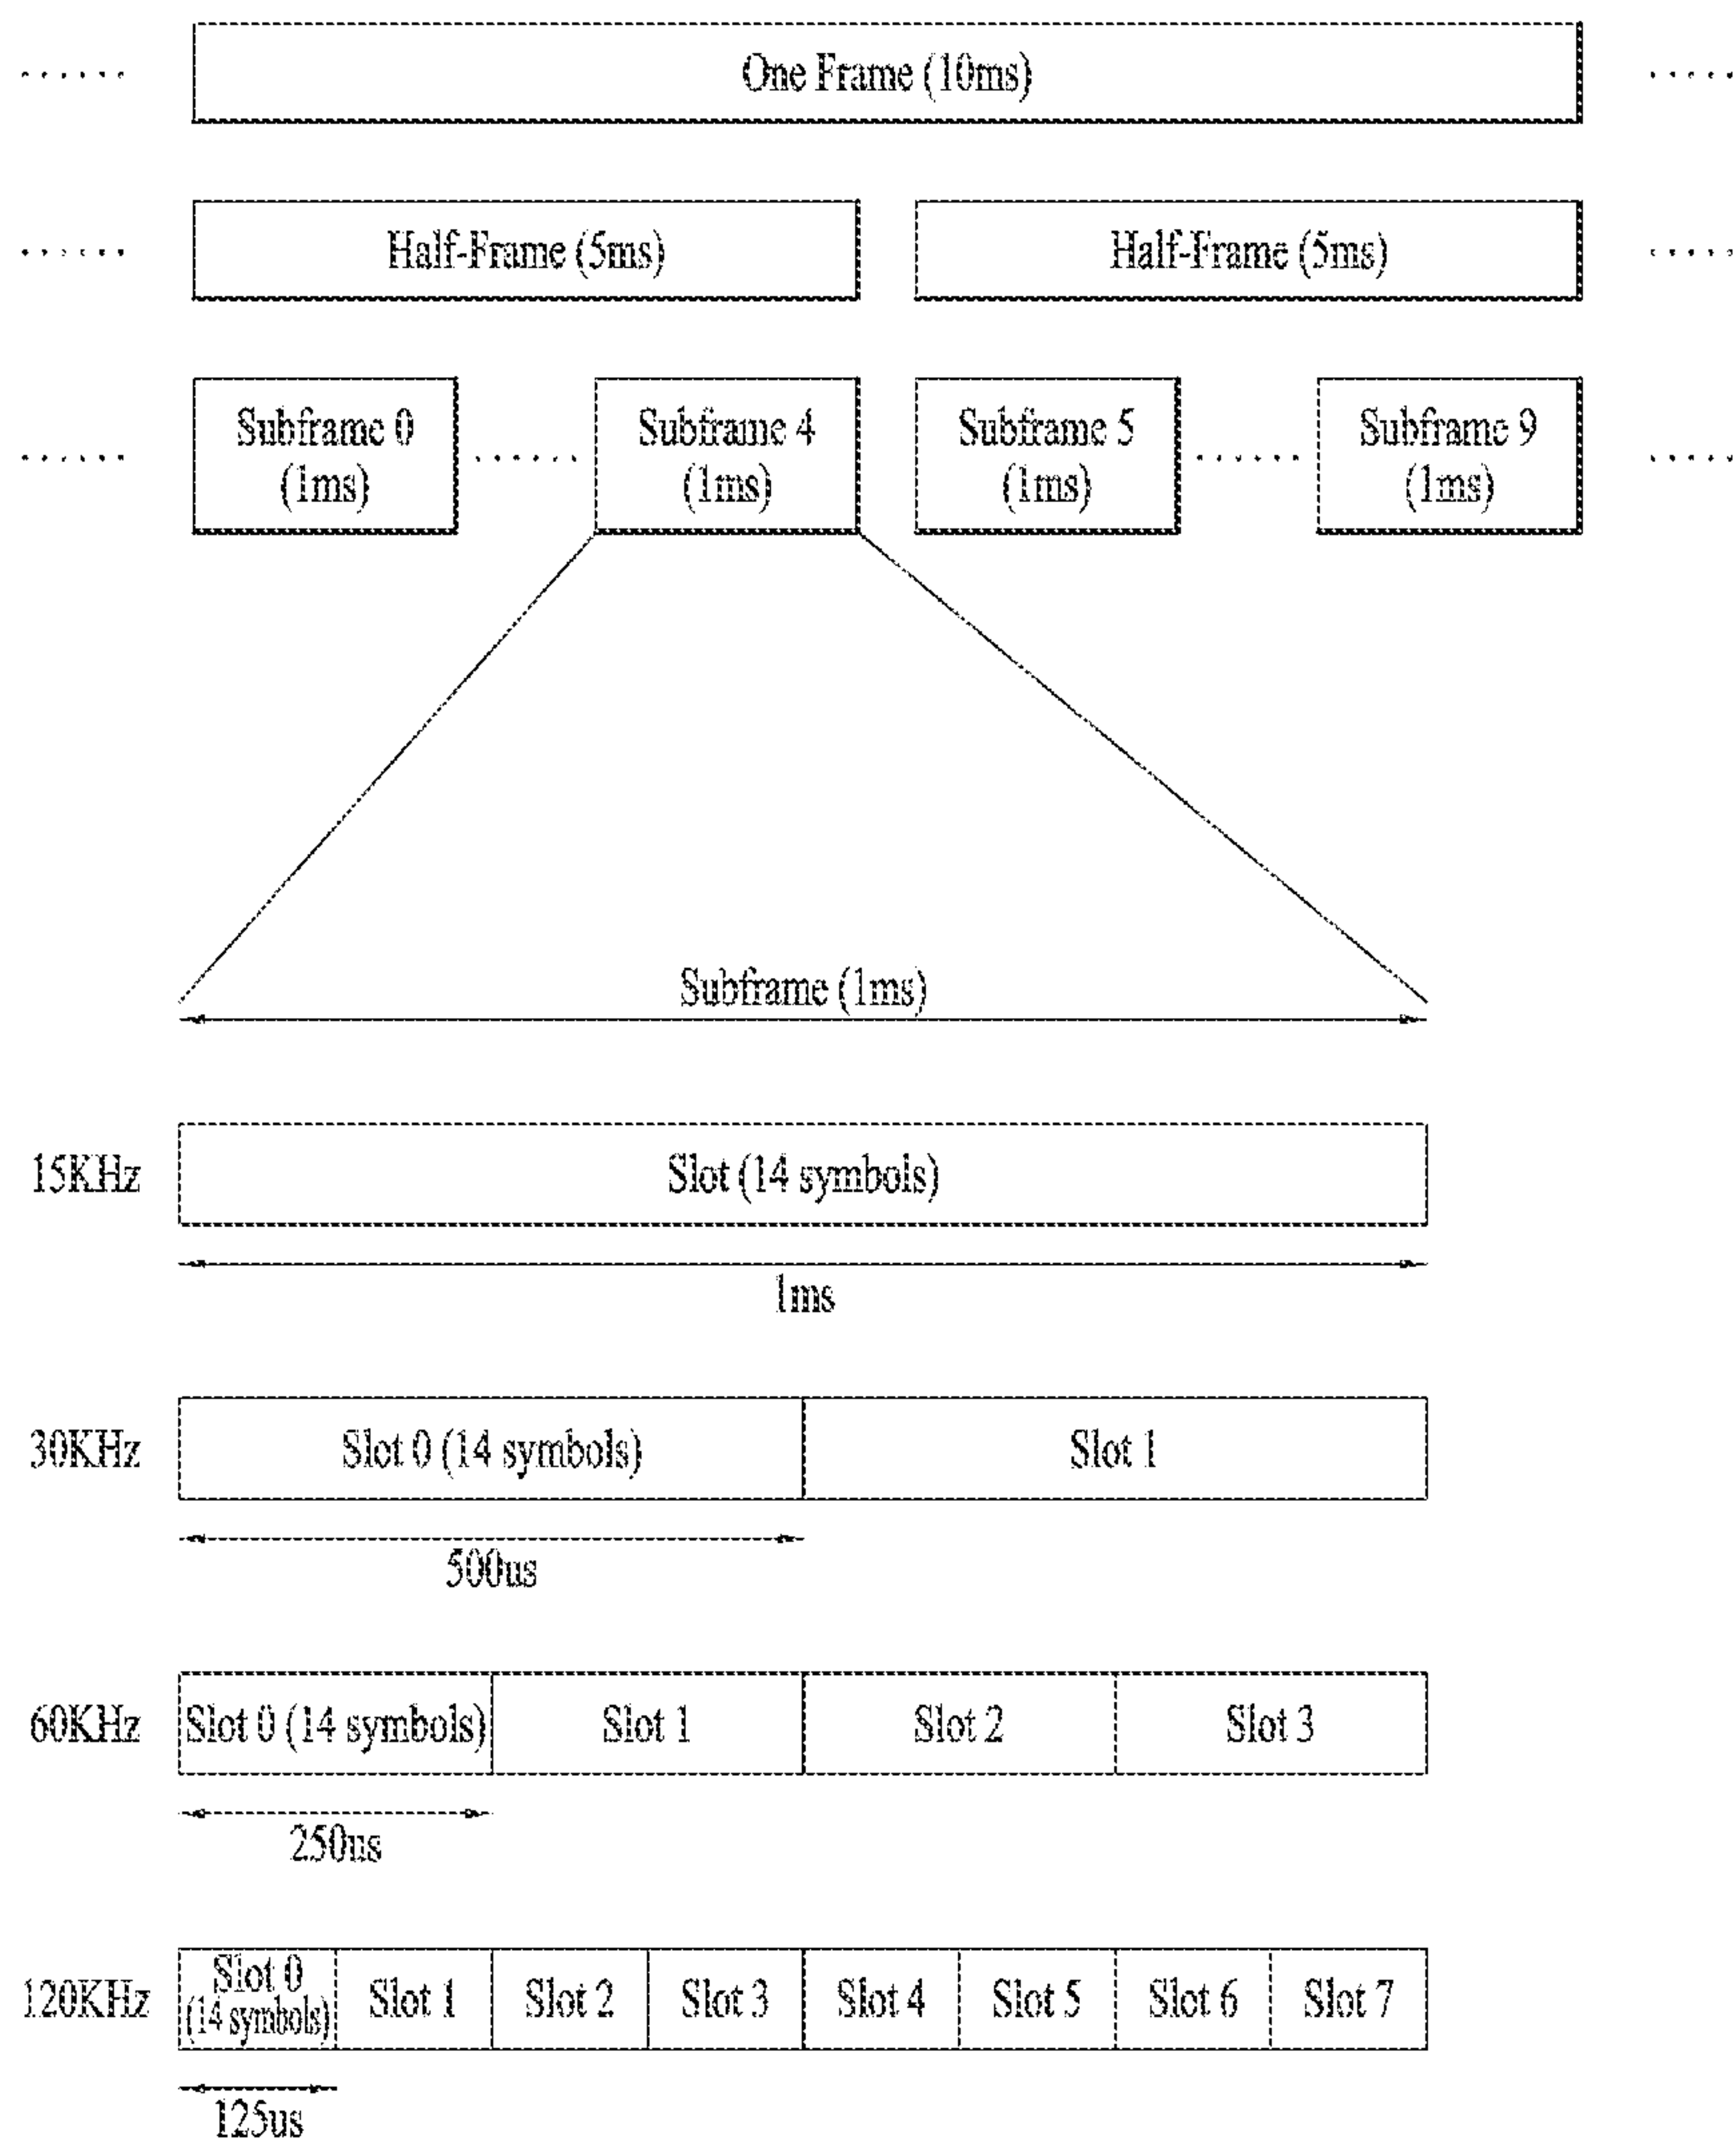 One Frame (10ms)
Half-Frame (5ms)
Half-Frame (5ms)
Subframe 0
(1ms)
Subframe 4
(1ms)
Subframe 5
(1ms)
Subframe 9
(1ms)
Subframe (1ms)
15KHz
Slot (14 symbols)
1ms
30KHz
Slot 0 (14 symbols)
Slot 1
500us
60KHz
Slot 0 (14 symbols)
Slot 1
Slot 2
Slot 3
250us
120KHz
Slot 0
(14 symbols)
Slot 1
Slot 2
Slot 3
Slot 4
Slot 5
Slot 6
Slot 7
125us